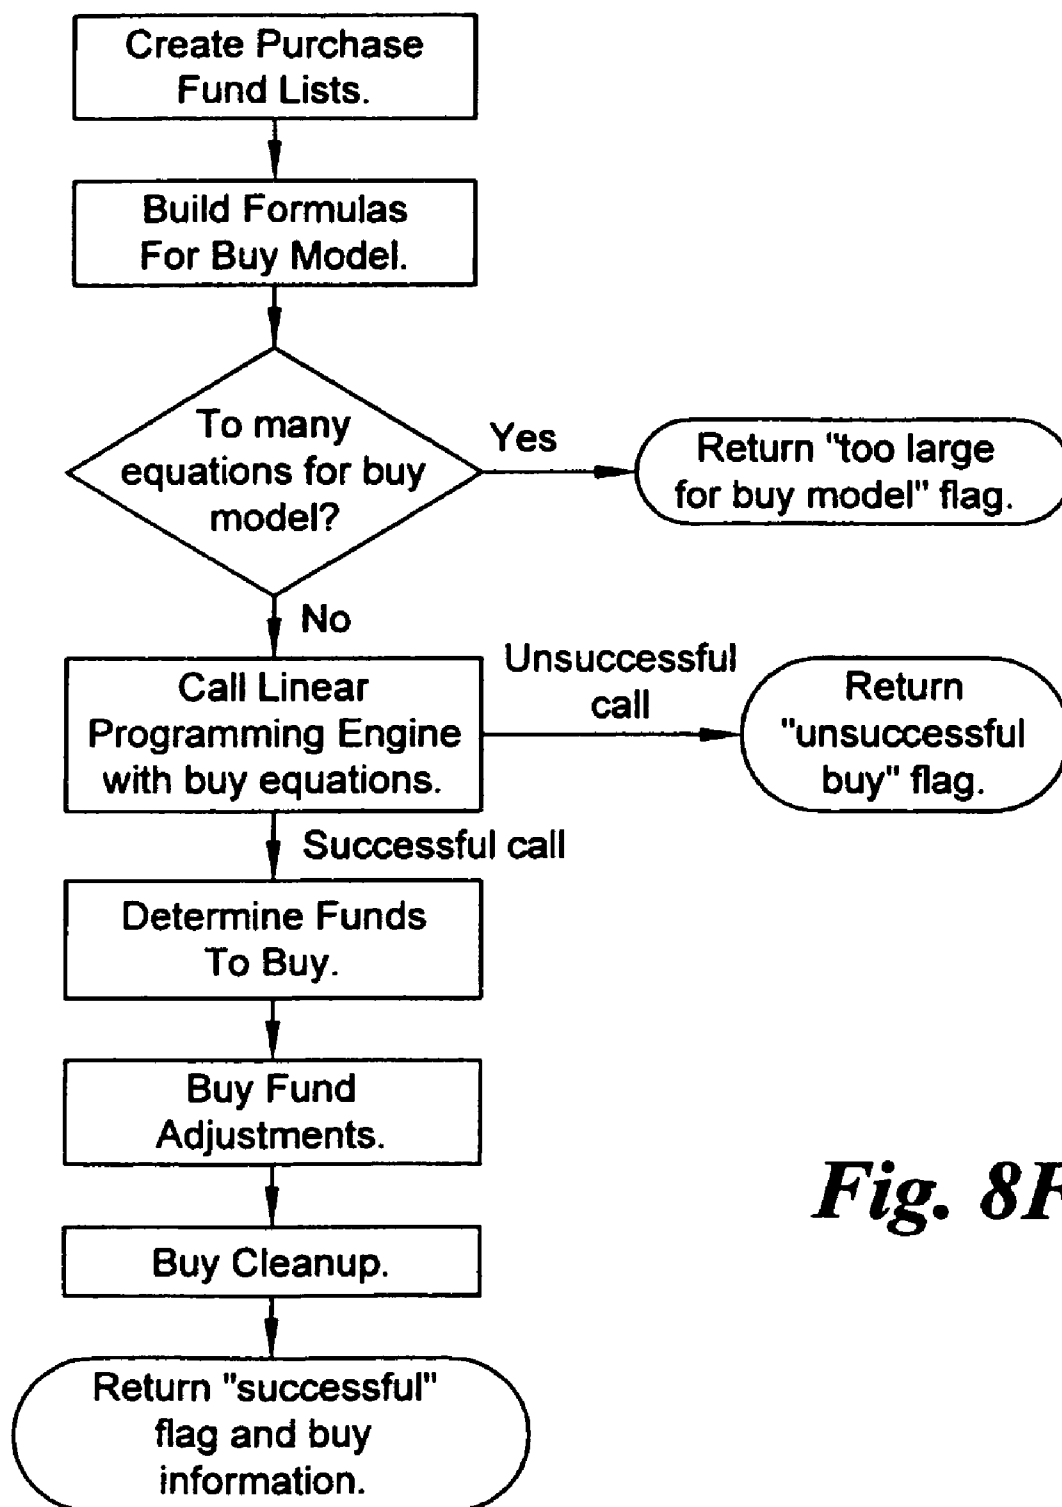 Create Purchase
Fund Lists.
Build Formulas
For Buy Model.
To many
equations for buy
model?
Yes
Return "too large
for buy model" flag.
No
Call Linear
Programming Engine
with buy equations.
Unsuccessful
call
Return
"unsuccessful
buy" flag.
Successful call
Determine Funds
To Buy.
Buy Fund
Adjustments.
Fig. 8F
Buy Cleanup.
Return "successful"
flag and buy
information.